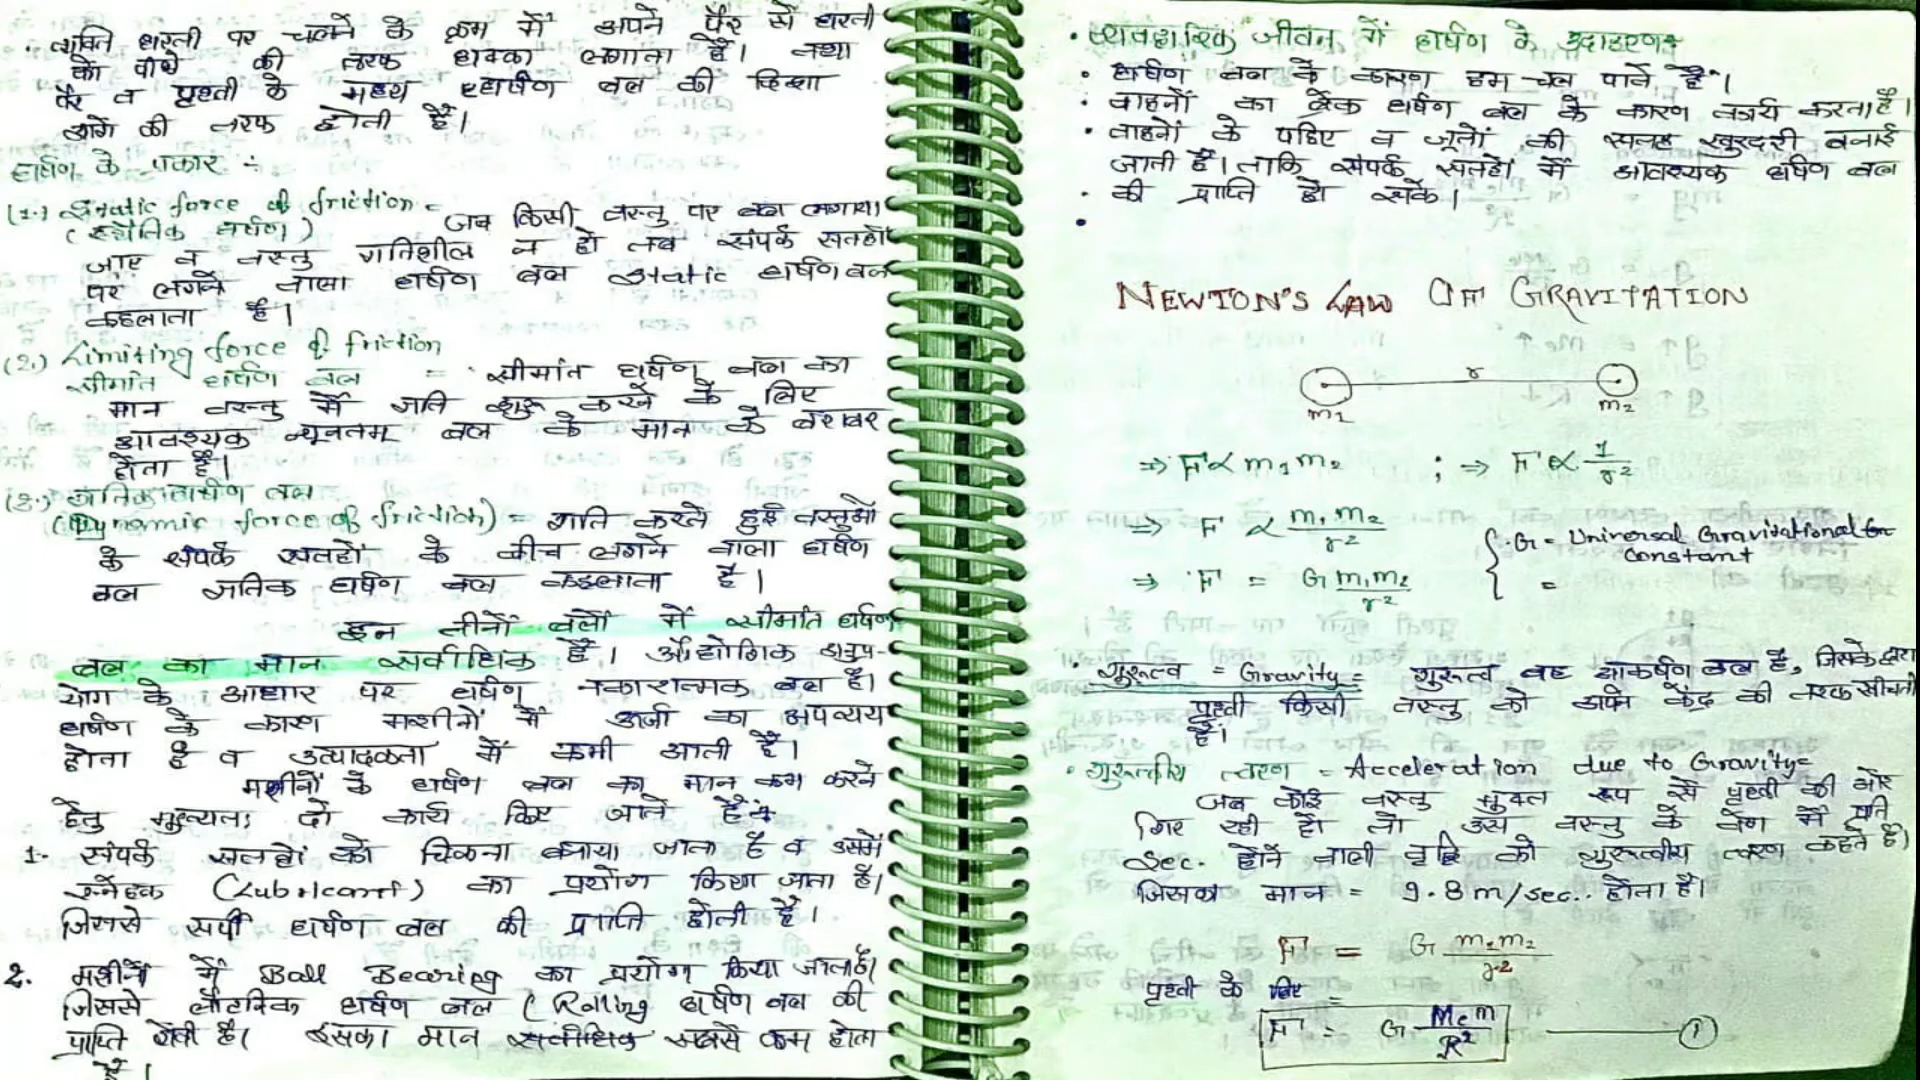 · व्यक्ति धरती पर चलने के क्रम में अपने पैर से धरती
को पीछे की तरफ धक्का लगाता है। तथा
पैर व पृथ्वी के मध्य घर्षण बल की दिशा
आगे की तरफ होती है।
घर्षण के प्रकार :-
(1.) Static force of friction =
(स्थैतिक घर्षण) जब किसी वस्तु पर बल लगाया
जाए व वस्तु गतिशील न हो तब संपर्क सतहों
पर लगने वाला घर्षण बल Static घर्षण बल
कहलाता है।
(2.) Limiting force of friction
सीमांत घर्षण बल = सीमांत घर्षण बल का
मान वस्तु में गति शुरू करने के लिए
आवश्यक न्यूनतम बल के मान के बराबर
होता है।
(3.) गतिक घर्षण बल
(Dynamic force of friction) = गति करते हुई वस्तुओं
के संपर्क सतहों के बीच लगने वाला घर्षण
बल गतिक घर्षण बल कहलाता है।
इन तीनों बलों में सीमांत घर्षण
बल का मान सर्वाधिक है। औद्योगिक अनुप-
योग के आधार पर घर्षण नकारात्मक बल है।
घर्षण के कारण मशीनों में ऊर्जा का अपव्यय
होता है व उत्पादकता में कमी आती है।
मशीनों के घर्षण बल का मान कम करने
हेतु मुख्यतः दो कार्य किए जाते हैं
1- संपर्क सतहों को चिकना बनाया जाता है व उसमें
स्नेहक (Lubricant) का प्रयोग किया जाता है।
जिससे सर्पी घर्षण बल की प्राप्ति होती है।
2. मशीनों में Ball Bearing का प्रयोग किया जाता है।
जिससे लोटनिक घर्षण बल (Rolling घर्षण बल की
प्राप्ति होती है। इसका मान सबसे कम होता
है।
· व्यावहारिक जीवन में घर्षण के उदाहरण
· घर्षण बल के कारण हम चल पाते हैं।
· वाहनों का ब्रेक घर्षण बल के कारण कार्य करता है।
· वाहनों के पहिए व जूतों की सतह खुरदरी बनाई
जाती है। ताकि संपर्क सतहों में आवश्यक घर्षण बल
· की प्राप्ति हो सके।
·
NEWTON'S LAW OF GRAVITATION
r
m1 m2
⇒ F ∝ m1 m2 ; ⇒ F ∝ 1/r²
⇒ F ∝ m1 m2/r²
{ · G = Universal Gravitational
Constant
⇒ F = G m1m2/r² =
· गुरूत्व = Gravity = गुरूत्व वह आकर्षण बल है, जिसके द्वारा
पृथ्वी किसी वस्तु को अपने केंद्र की तरफ खींचती
है।
· गुरूत्वीय त्वरण = Acceleration due to Gravity =
जब कोई वस्तु मुक्त रूप से पृथ्वी की ओर
गिर रही हो तो उस वस्तु के वेग में प्रति
Sec. होने वाली वृद्धि को गुरूत्वीय त्वरण कहते है।
जिसका मान = 9.8 m/sec.. होता है।
F = G m1m2/r²
पृथ्वी के लिए =
F = G Mem/R² ——— (1)